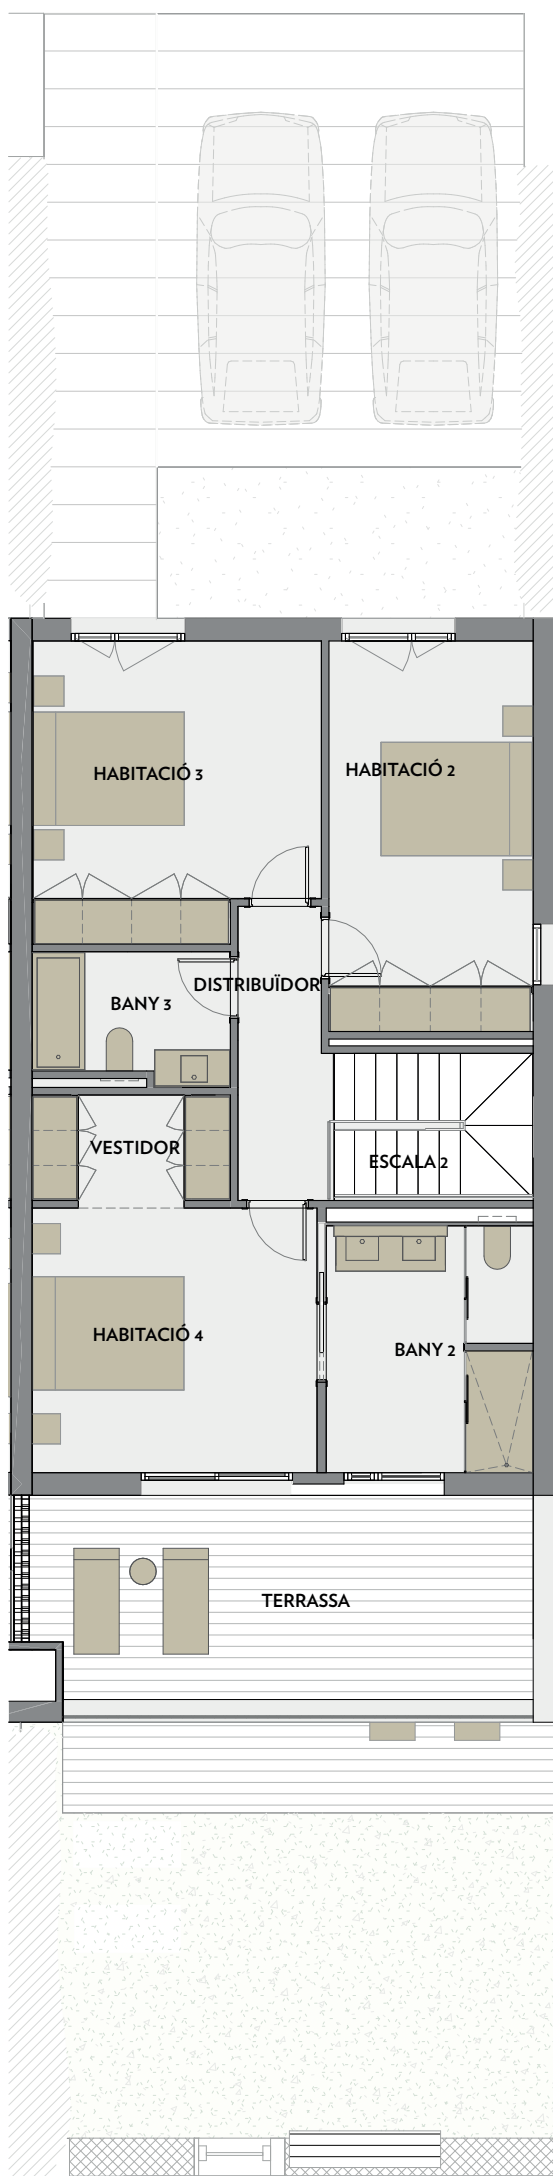 HABITACIÓ 3
HABITACIÓ 2
DISTRIBUÏDOR
BANY 3
VESTIDOR
ESCALA 2
HABITACIÓ 4
BANY 2
TERRASSA